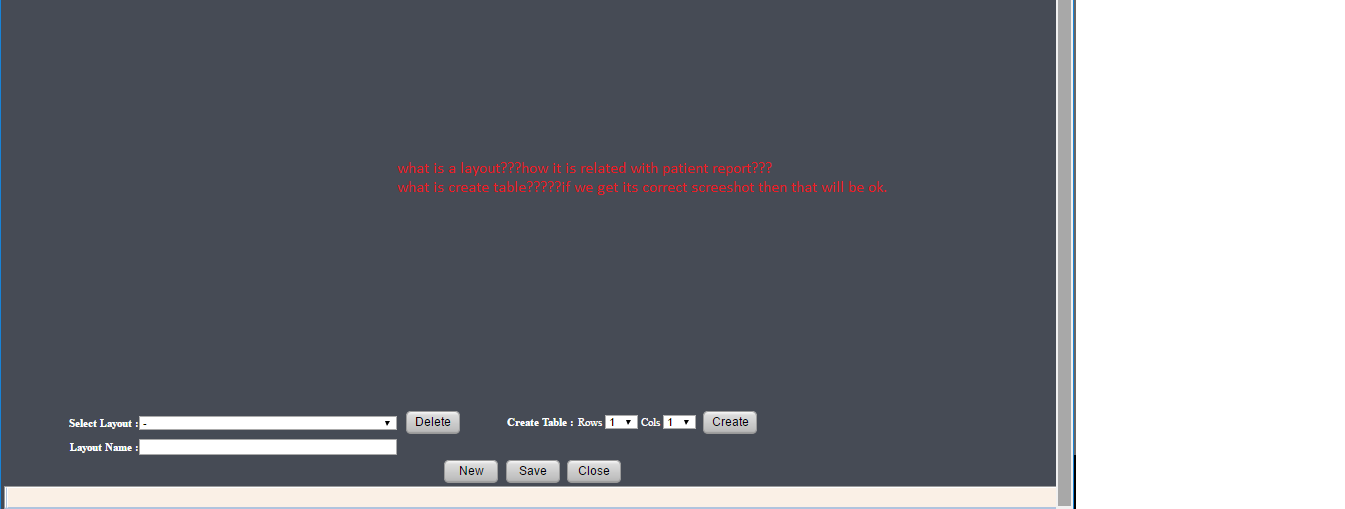 what is a layout???how it is related with patient report???
what is create table?????if we get its correct screeshot then that will be ok.
Select Layout : - Delete Create Table : Rows 1 Cols 1 Create
Layout Name :
New Save Close